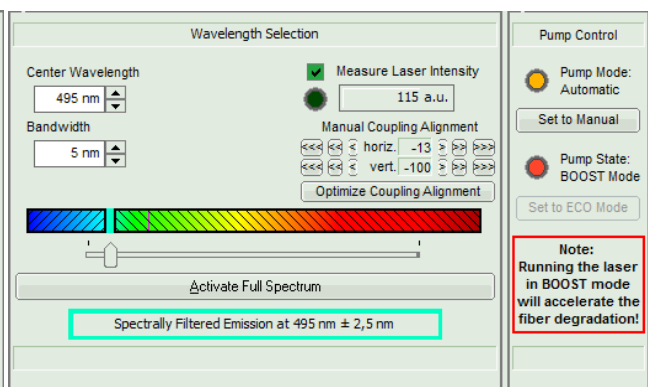 Wavelength Selection
Center Wavelength
495 nm
Bandwidth
5 nm
Measure Laser Intensity
115 a.u.
Manual Coupling Alignment
<<< << < horiz. -13 > >> >>>
<<< << < vert. -100 > >> >>>
Optimize Coupling Alignment
Activate Full Spectrum
Spectrally Filtered Emission at 495 nm ± 2,5 nm
Pump Control
Pump Mode:
Automatic
Set to Manual
Pump State:
BOOST Mode
Set to ECO Mode
Note:
Running the laser
in BOOST mode
will accelerate the
fiber degradation!